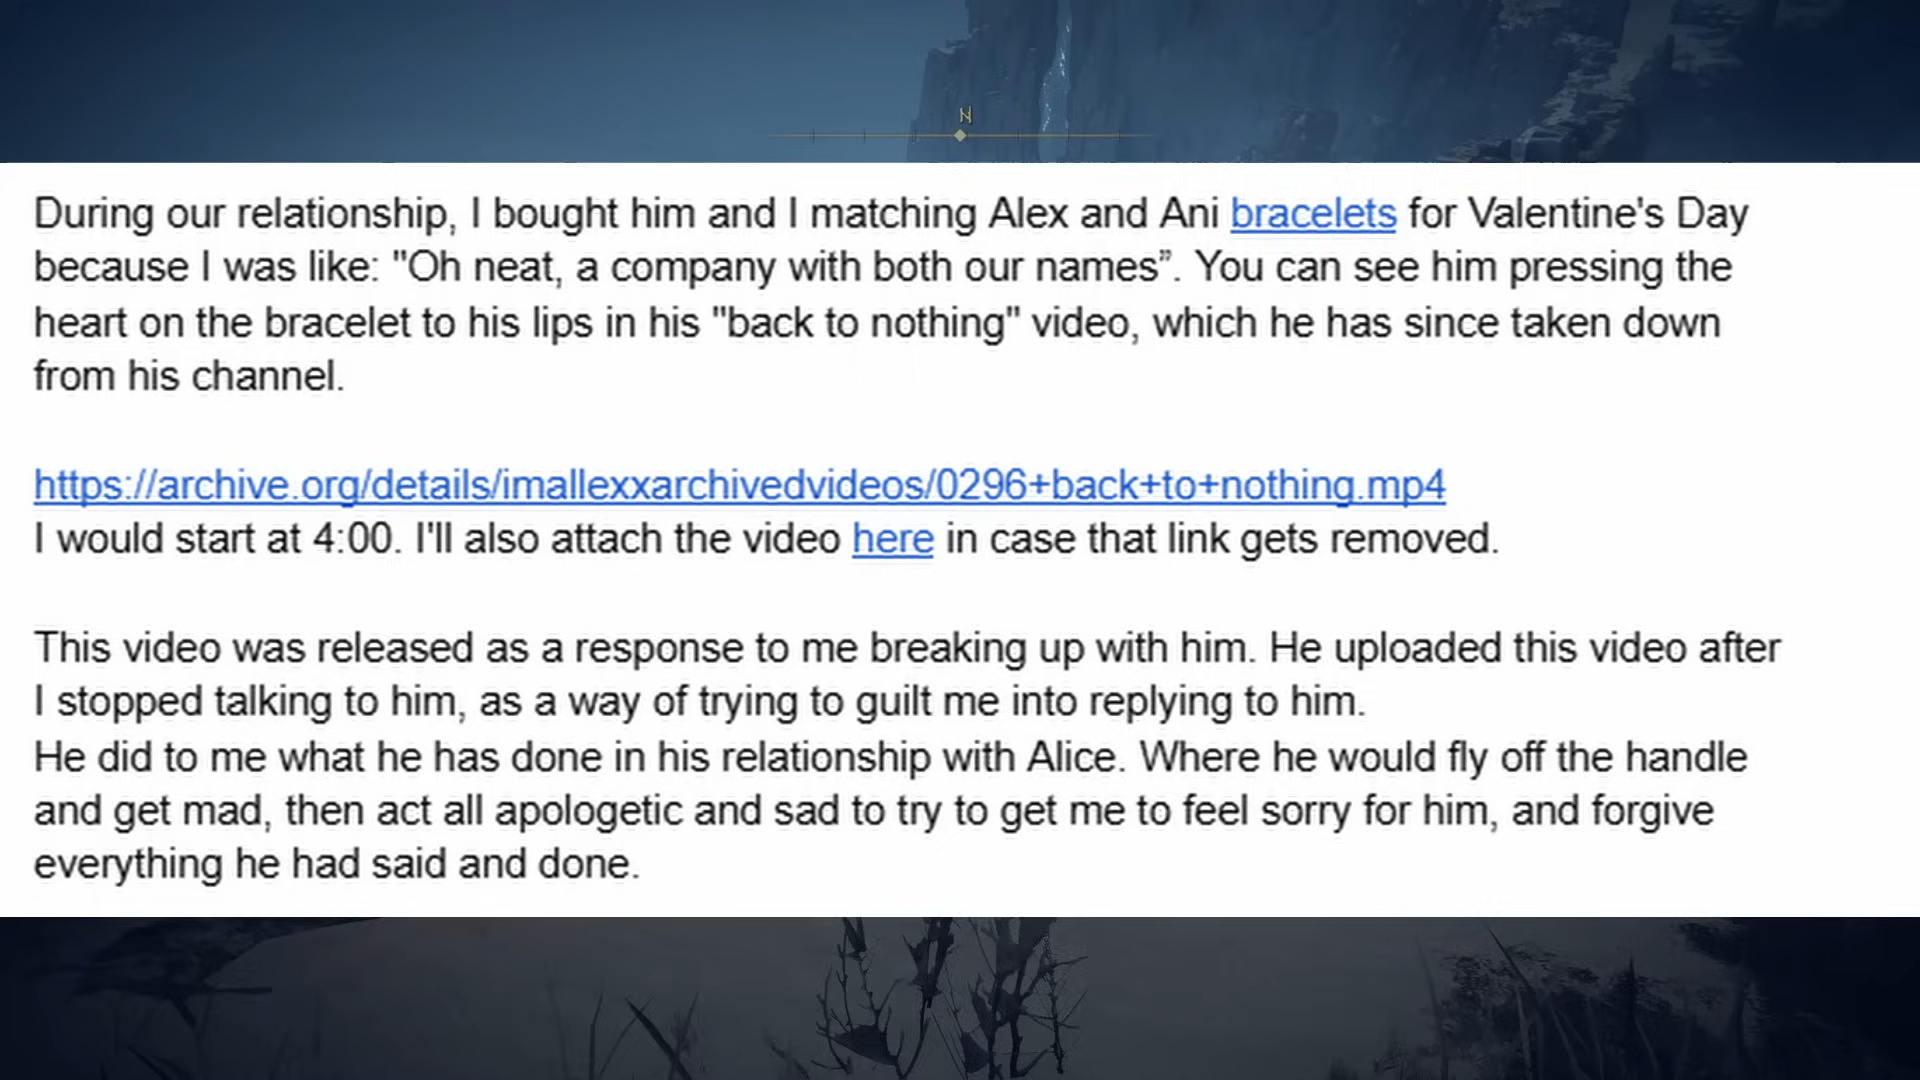 N
During our relationship, I bought him and I matching Alex and Ani bracelets for Valentine's Day
because I was like: "Oh neat, a company with both our names”. You can see him pressing the
heart on the bracelet to his lips in his "back to nothing" video, which he has since taken down
from his channel.
https://archive.org/details/imallexxarchivedvideos/0296+back+to+nothing.mp4
I would start at 4:00. I'll also attach the video here in case that link gets removed.
This video was released as a response to me breaking up with him. He uploaded this video after
I stopped talking to him, as a way of trying to guilt me into replying to him.
He did to me what he has done in his relationship with Alice. Where he would fly off the handle
and get mad, then act all apologetic and sad to try to get me to feel sorry for him, and forgive
everything he had said and done.